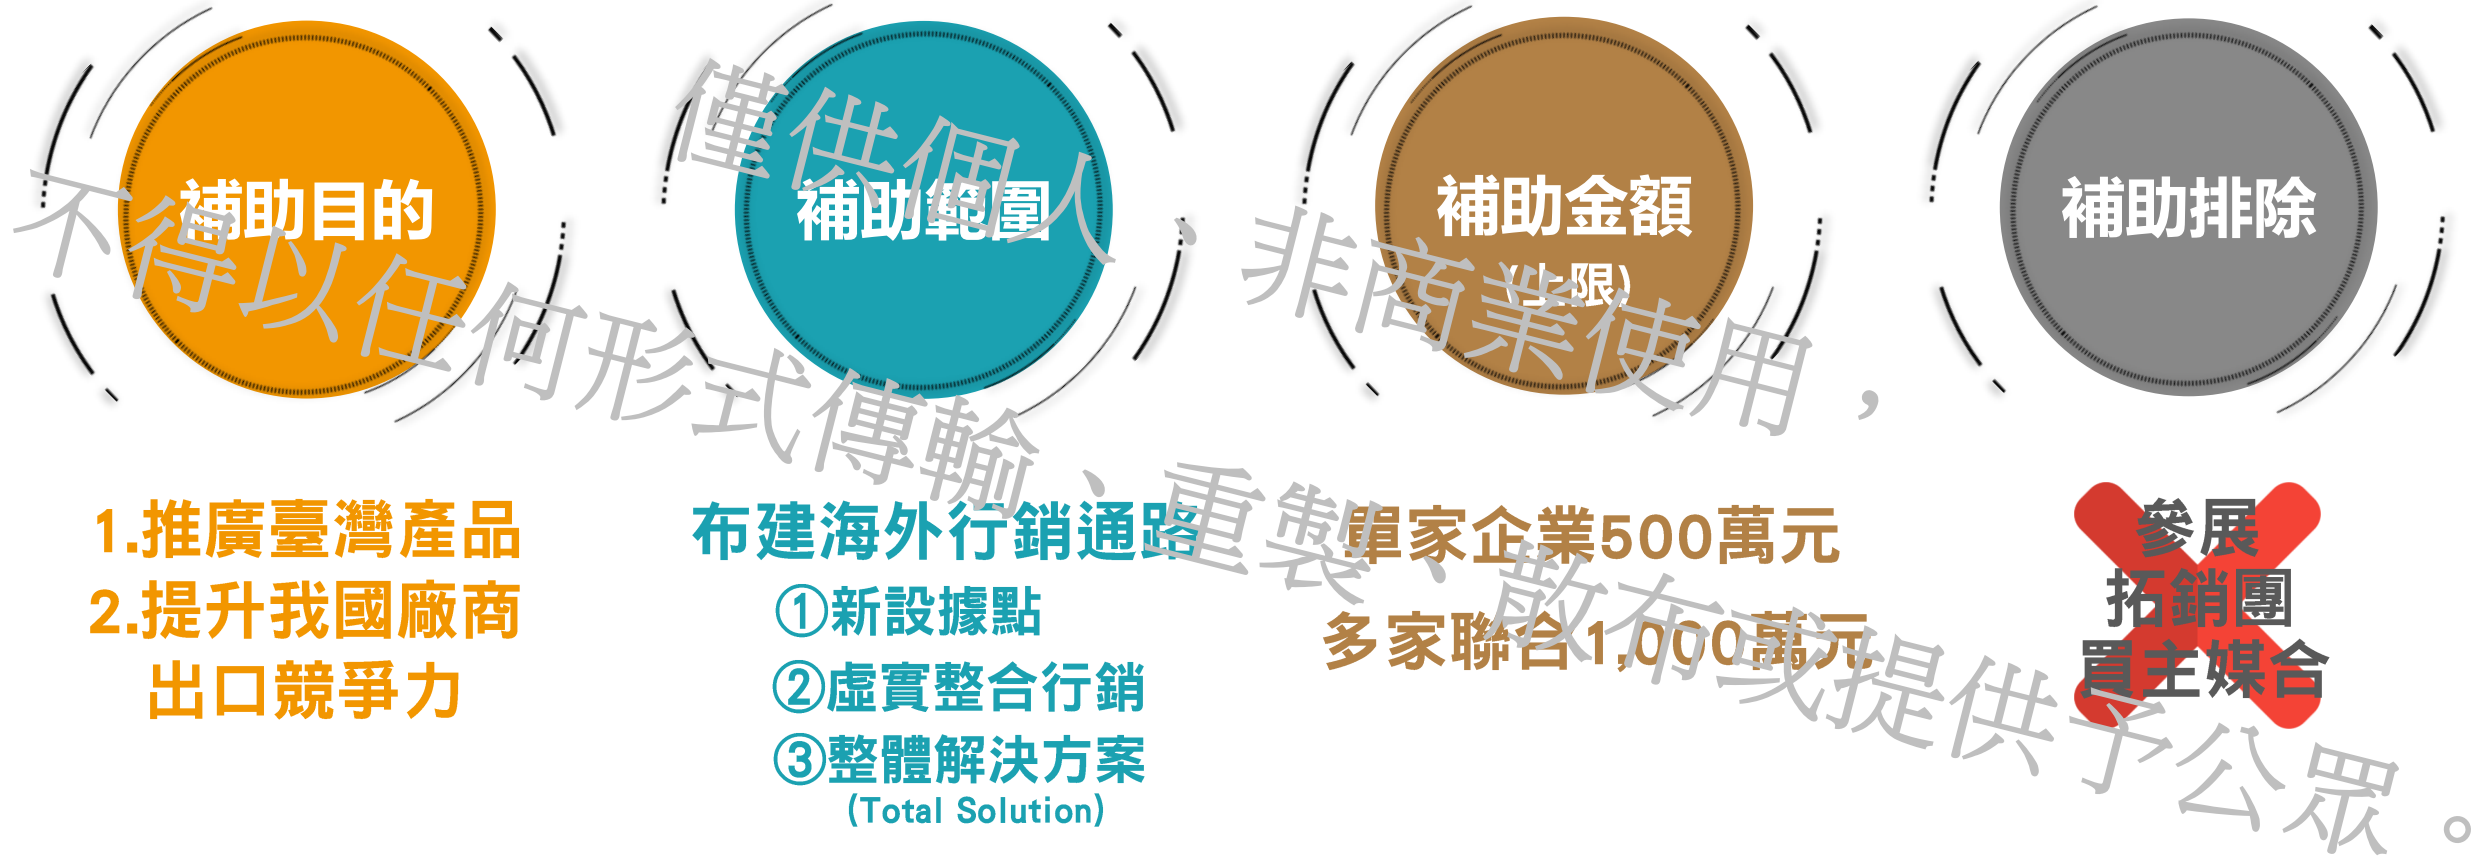 補助目的
1.推廣臺灣產品
2.提升我國廠商
出口競爭力
補助範圍
布建海外行銷通路
①新設據點
②虛實整合行銷
③整體解決方案
(Total Solution)
補助金額
(上限)
單家企業500萬元
多家聯合1,000萬元
補助排除
參展
拓銷團
買主媒合
僅供個人、非商業使用，
不得以任何形式傳輸、重製、散布或提供予公眾。